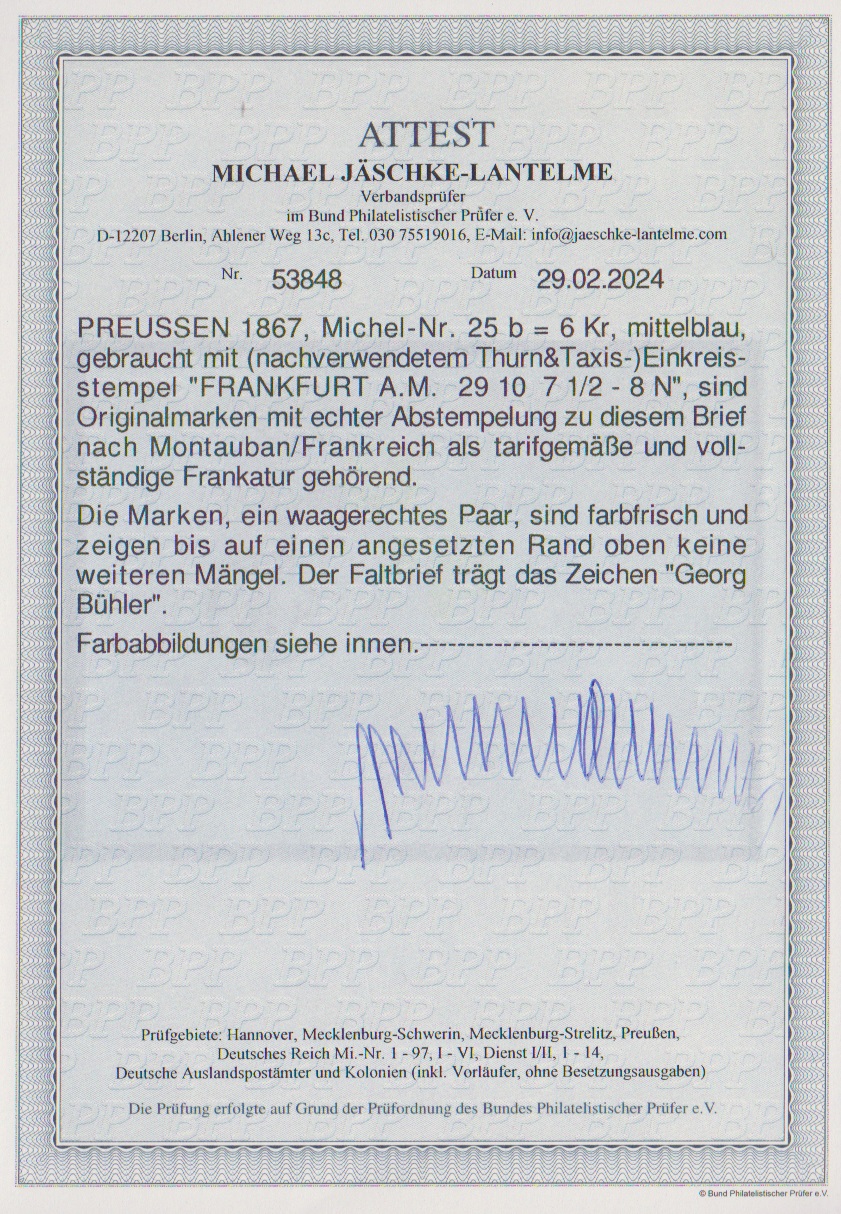 ATTEST
MICHAEL JÄSCHKE-LANTELME
Verbandsprüfer
im Bund Philatelistischer Prüfer e. V.
D-12207 Berlin, Ahlener Weg 13c, Tel. 030 75519016, E-Mail: info@jaeschke-lantelme.com
Nr. 53848 Datum 29.02.2024
PREUSSEN 1867, Michel-Nr. 25 b = 6 Kr, mittelblau,
gebraucht mit (nachverwendetem Thurn&Taxis-)Einkreis-
stempel "FRANKFURT A.M. 29 10 7 1/2 - 8 N", sind
Originalmarken mit echter Abstempelung zu diesem Brief
nach Montauban/Frankreich als tarifgemäße und voll-
ständige Frankatur gehörend.
Die Marken, ein waagerechtes Paar, sind farbfrisch und
zeigen bis auf einen angesetzten Rand oben keine
weiteren Mängel. Der Faltbrief trägt das Zeichen "Georg
Bühler".
Farbabbildungen siehe innen.----------------------------------
Prüfgebiete: Hannover, Mecklenburg-Schwerin, Mecklenburg-Strelitz, Preußen,
Deutsches Reich Mi.-Nr. 1 - 97, I - VI, Dienst I/II, 1 - 14,
Deutsche Auslandspostämter und Kolonien (inkl. Vorläufer, ohne Besetzungsausgaben)
Die Prüfung erfolgte auf Grund der Prüfordnung des Bundes Philatelistischer Prüfer e.V.
© Bund Philatelistischer Prüfer e.V.